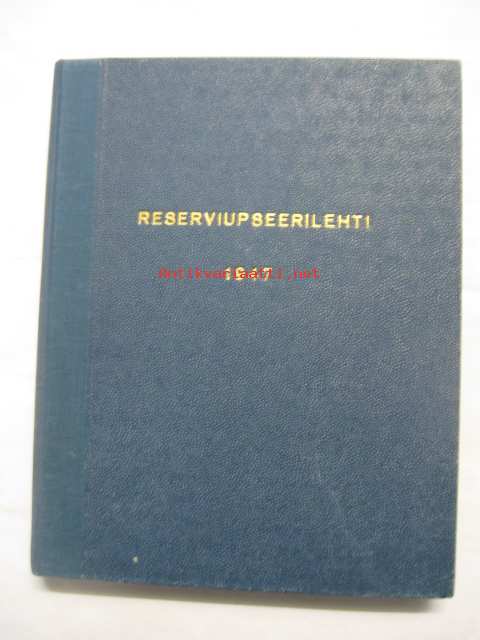 RESERVIUPSEERILEHTI
1947
Antikvariaatti.net